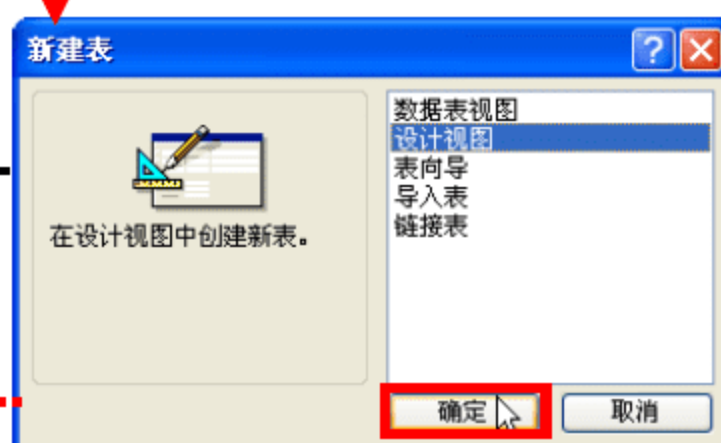 新建表
数据表视图
设计视图
表向导
导入表
链接表
在设计视图中创建新表。
确定
取消